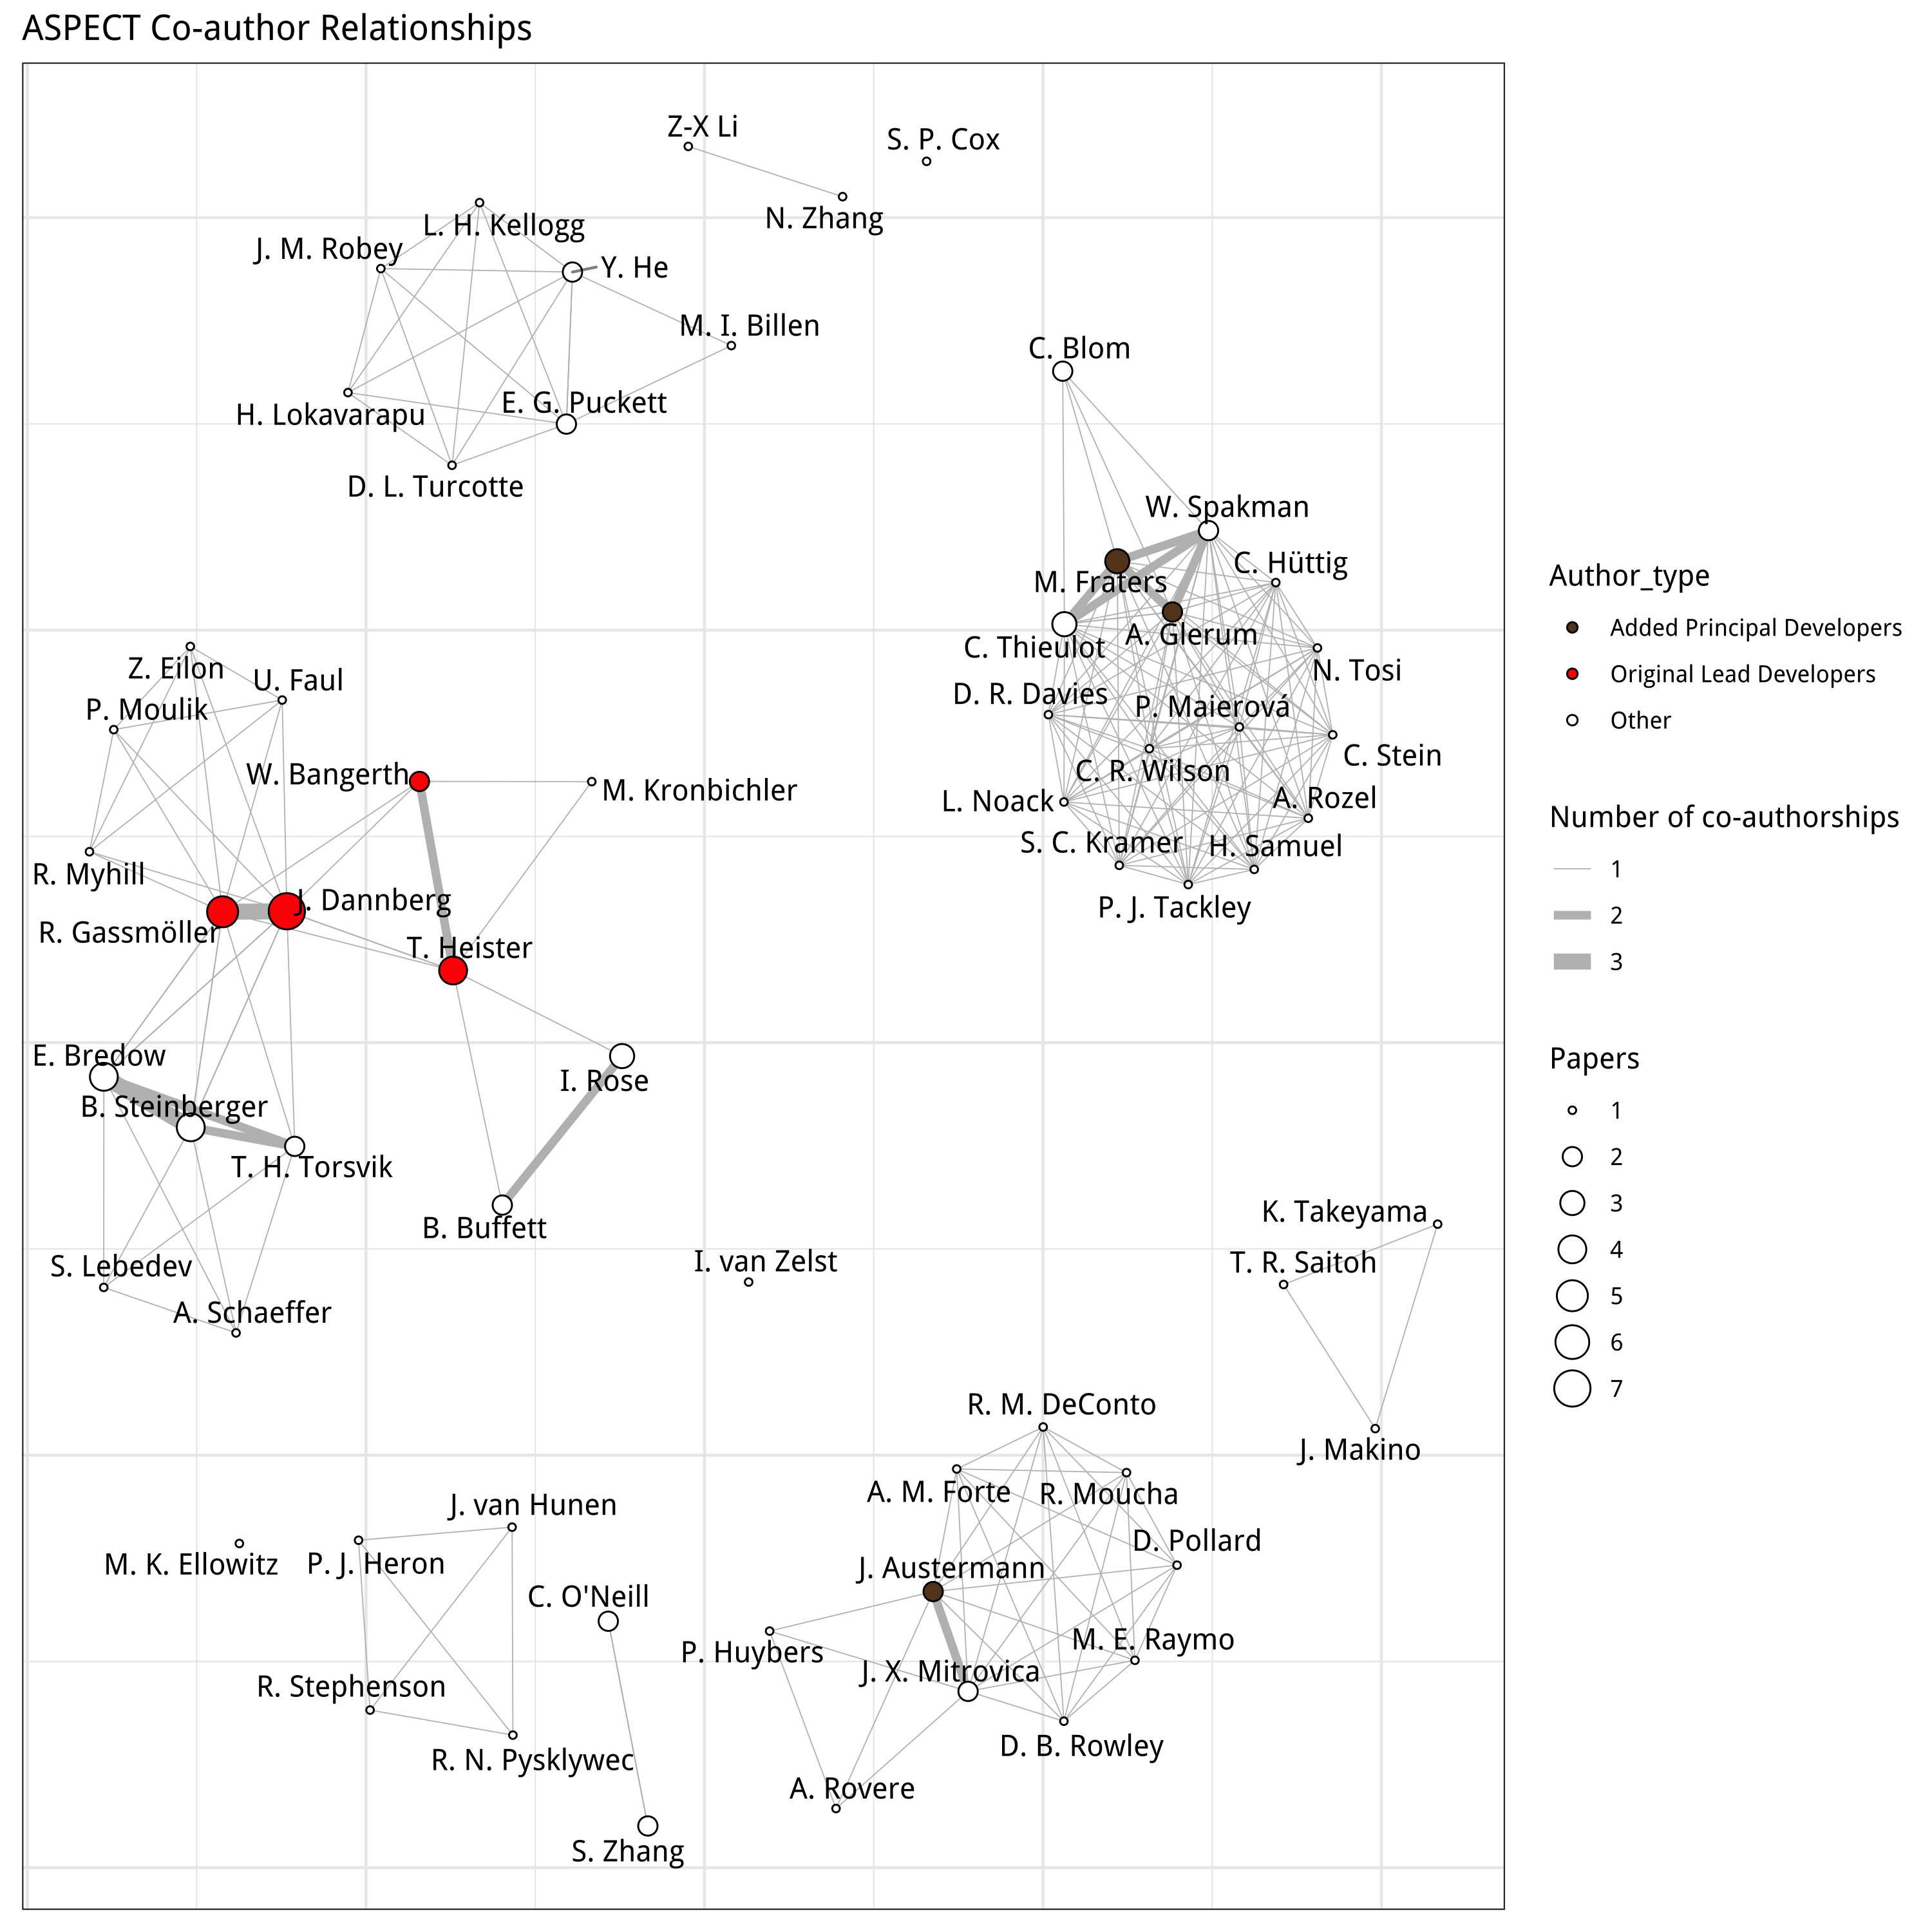 ASPECT Co-author Relationships
Z-X Li
S. P. Cox
N. Zhang
L. H. Kellogg
J. M. Robey
Y. He
M. I. Billen
C. Blom
E. G. Puckett
H. Lokavarapu
D. L. Turcotte
W. Spakman
C. Hüttig
M. Fraters
A. Glerum
C. Thieulot
Z. Eilon
U. Faul
N. Tosi
D. R. Davies
P. Maierová
P. Moulik
C. Stein
W. Bangerth
C. R. Wilson
M. Kronbichler
L. Noack
A. Rozel
S. C. Kramer
H. Samuel
R. Myhill
J. Dannberg
P. J. Tackley
R. Gassmöller
T. Heister
E. Bredow
I. Rose
B. Steinberger
T. H. Torsvik
K. Takeyama
B. Buffett
I. van Zelst
T. R. Saitoh
S. Lebedev
A. Schaeffer
R. M. DeConto
J. Makino
A. M. Forte
R. Moucha
J. van Hunen
D. Pollard
M. K. Ellowitz
P. J. Heron
J. Austermann
C. O'Neill
M. E. Raymo
P. Huybers
J. X. Mitrovica
R. Stephenson
D. B. Rowley
R. N. Pysklywec
A. Rovere
S. Zhang
Author_type
Added Principal Developers
Original Lead Developers
Other
Number of co-authorships
1
2
3
Papers
1
2
3
4
5
6
7